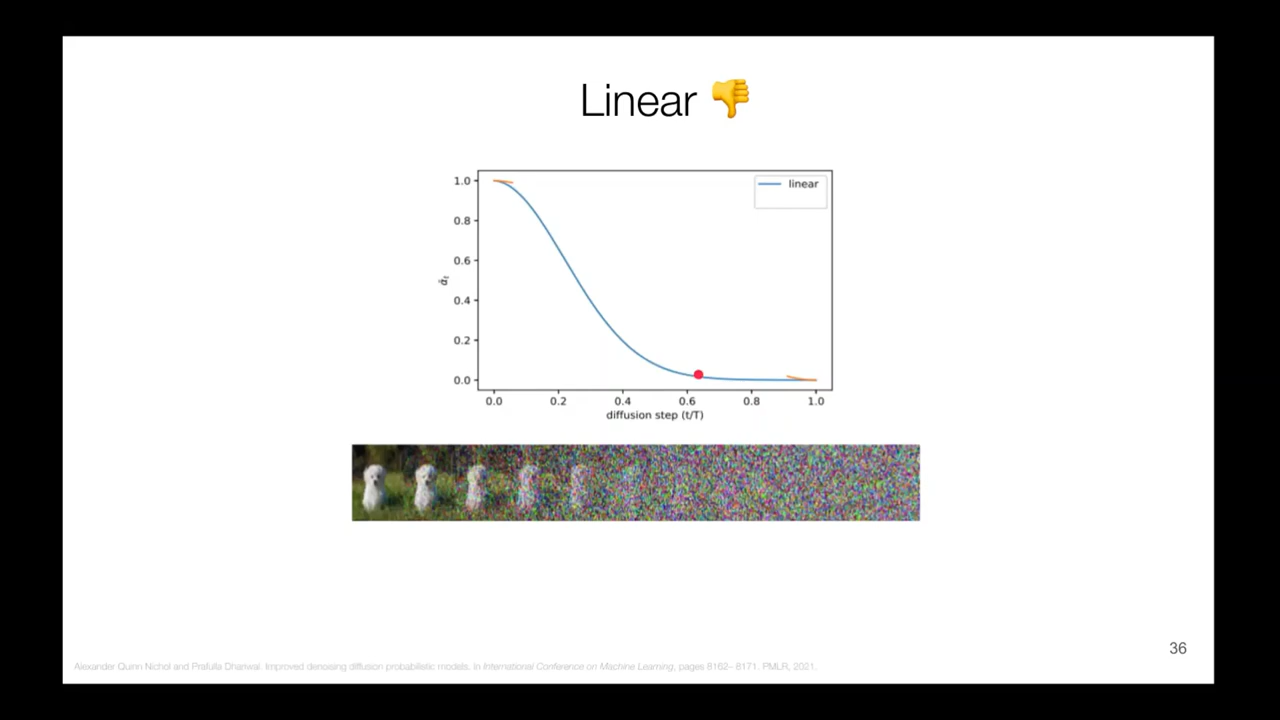 Linear 👎
linear
1.0
0.8
0.6
0.4
0.2
0.0
ᾱt
0.0 0.2 0.4 0.6 0.8 1.0
diffusion step (t/T)
36
Alexander Quinn Nichol and Prafulla Dhariwal. Improved denoising diffusion probabilistic models. In International Conference on Machine Learning, pages 8162– 8171. PMLR, 2021.